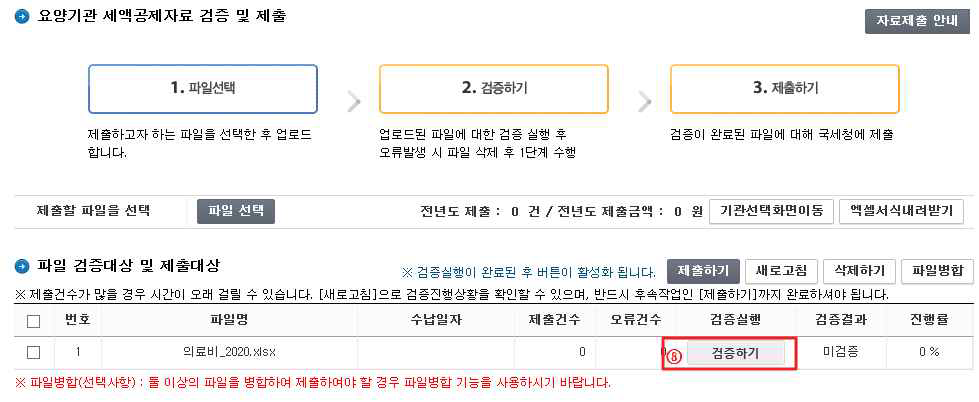 요양기관 세액공제자료 검증 및 제출
자료제출 안내
1. 파일선택
2. 검증하기
3. 제출하기
제출하고자 하는 파일을 선택한 후 업로드
합니다.
업로드된 파일에 대한 검증 실행 후
오류발생 시 파일 삭제 후 1단계 수행
검증이 완료된 파일에 대해 국세청에 제출
제출할 파일을 선택 파일 선택 전년도 제출 : 0 건 / 전년도 제출금액 : 0 원 기관선택화면이동 엑셀서식내려받기
파일 검증대상 및 제출대상 ※ 검증실행이 완료된 후 버튼이 활성화 됩니다. 제출하기 새로고침 삭제하기 파일병합
※ 제출건수가 많을 경우 시간이 오래 걸릴 수 있습니다. [새로고침]으로 검증진행상황을 확인할 수 있으며, 반드시 후속작업인 [제출하기]까지 완료하셔야 됩니다.
번호 파일명 수납일자 제출건수 오류건수 검증실행 검증결과 진행률
1 의료비_2020.xlsx 0 0 ⑧ 검증하기 미검증 0 %
※ 파일병합(선택사항) : 둘 이상의 파일을 병합하여 제출하여야 할 경우 파일병합 기능을 사용하시기 바랍니다.